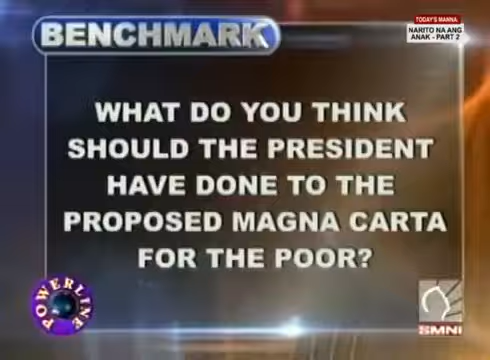 BENCHMARK
TODAY'S MANNA
NARITO NA ANG
ANAK - PART 2
WHAT DO YOU THINK
SHOULD THE PRESIDENT
HAVE DONE TO THE
PROPOSED MAGNA CARTA
FOR THE POOR?
POWERLINE
SMNI